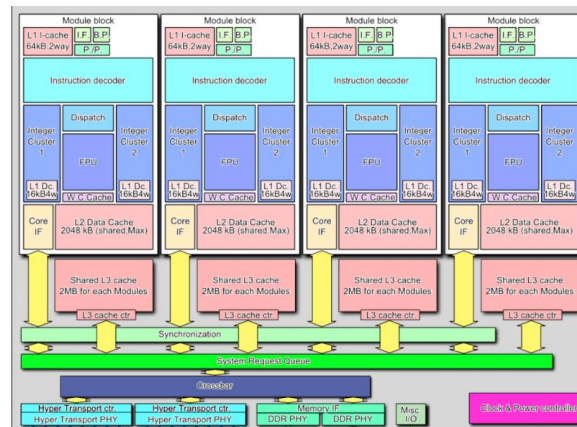 Module block
L1 I-cache
64kB.2way
I.F.
B.P
P./P.
Instruction decoder
Integer
Cluster
1
Dispatch
FPU
Integer
Cluster
2
L1 Dc.
16kB4w
W.C.Cache
L1 Dc.
16kB4w
Core
IF
L2 Data Cache
2048 kB (shared.Max)
Shared L3 cache
2MB for each Modules
L3 cache ctr.
Module block
L1 I-cache
64kB.2way
I.F.
B.P
P./P.
Instruction decoder
Integer
Cluster
1
Dispatch
FPU
Integer
Cluster
2
L1 Dc.
16kB4w
W.C.Cache
L1 Dc.
16kB4w
Core
IF
L2 Data Cache
2048 kB (shared.Max)
Shared L3 cache
2MB for each Modules
L3 cache ctr.
Module block
L1 I-cache
64kB.2way
I.F.
B.P
P./P.
Instruction decoder
Integer
Cluster
1
Dispatch
FPU
Integer
Cluster
2
L1 Dc.
16kB4w
W.C.Cache
L1 Dc.
16kB4w
Core
IF
L2 Data Cache
2048 kB (shared.Max)
Shared L3 cache
2MB for each Modules
L3 cache ctr.
Module block
L1 I-cache
64kB.2way
I.F.
B.P
P./P.
Instruction decoder
Integer
Cluster
1
Dispatch
FPU
Integer
Cluster
2
L1 Dc.
16kB4w
W.C.Cache
L1 Dc.
16kB4w
Core
IF
L2 Data Cache
2048 kB (shared.Max)
Shared L3 cache
2MB for each Modules
L3 cache ctr.
Synchronization
System Request Queue
Crossbar
Hyper Transport ctr.
Hyper Transport PHY
Hyper Transport ctr.
Hyper Transport PHY
Memory IF
DDR PHY
DDR PHY
Misc
I/O
Clock & Power controller